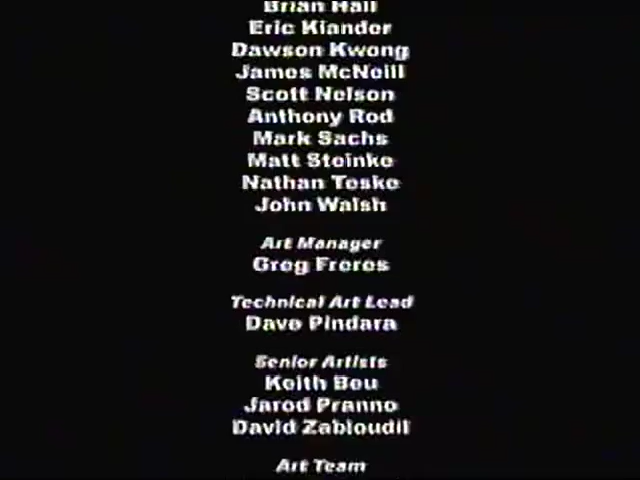 Brian Hall
Eric Klander
Dawson Kwong
James McNeill
Scott Nelson
Anthony Rod
Mark Sachs
Matt Steinke
Nathan Teske
John Walsh
Art Manager
Greg Freres
Technical Art Lead
Dave Pindara
Senior Artists
Keith Beu
Jarod Pranno
David Zabloudil
Art Team